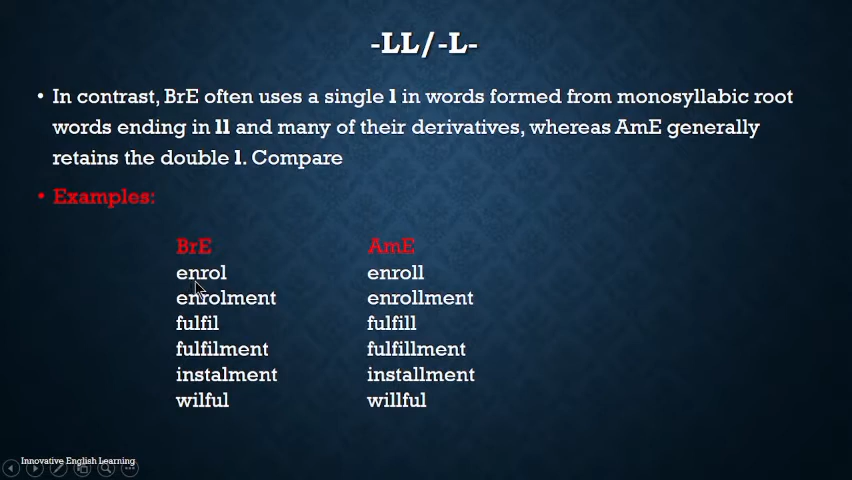 -LL/-L-
• In contrast, BrE often uses a single l in words formed from monosyllabic root
words ending in ll and many of their derivatives, whereas AmE generally
retains the double l. Compare
• Examples:
BrE AmE
enrol enroll
enrolment enrollment
fulfil fulfill
fulfilment fulfillment
instalment installment
wilful willful
Innovative English Learning